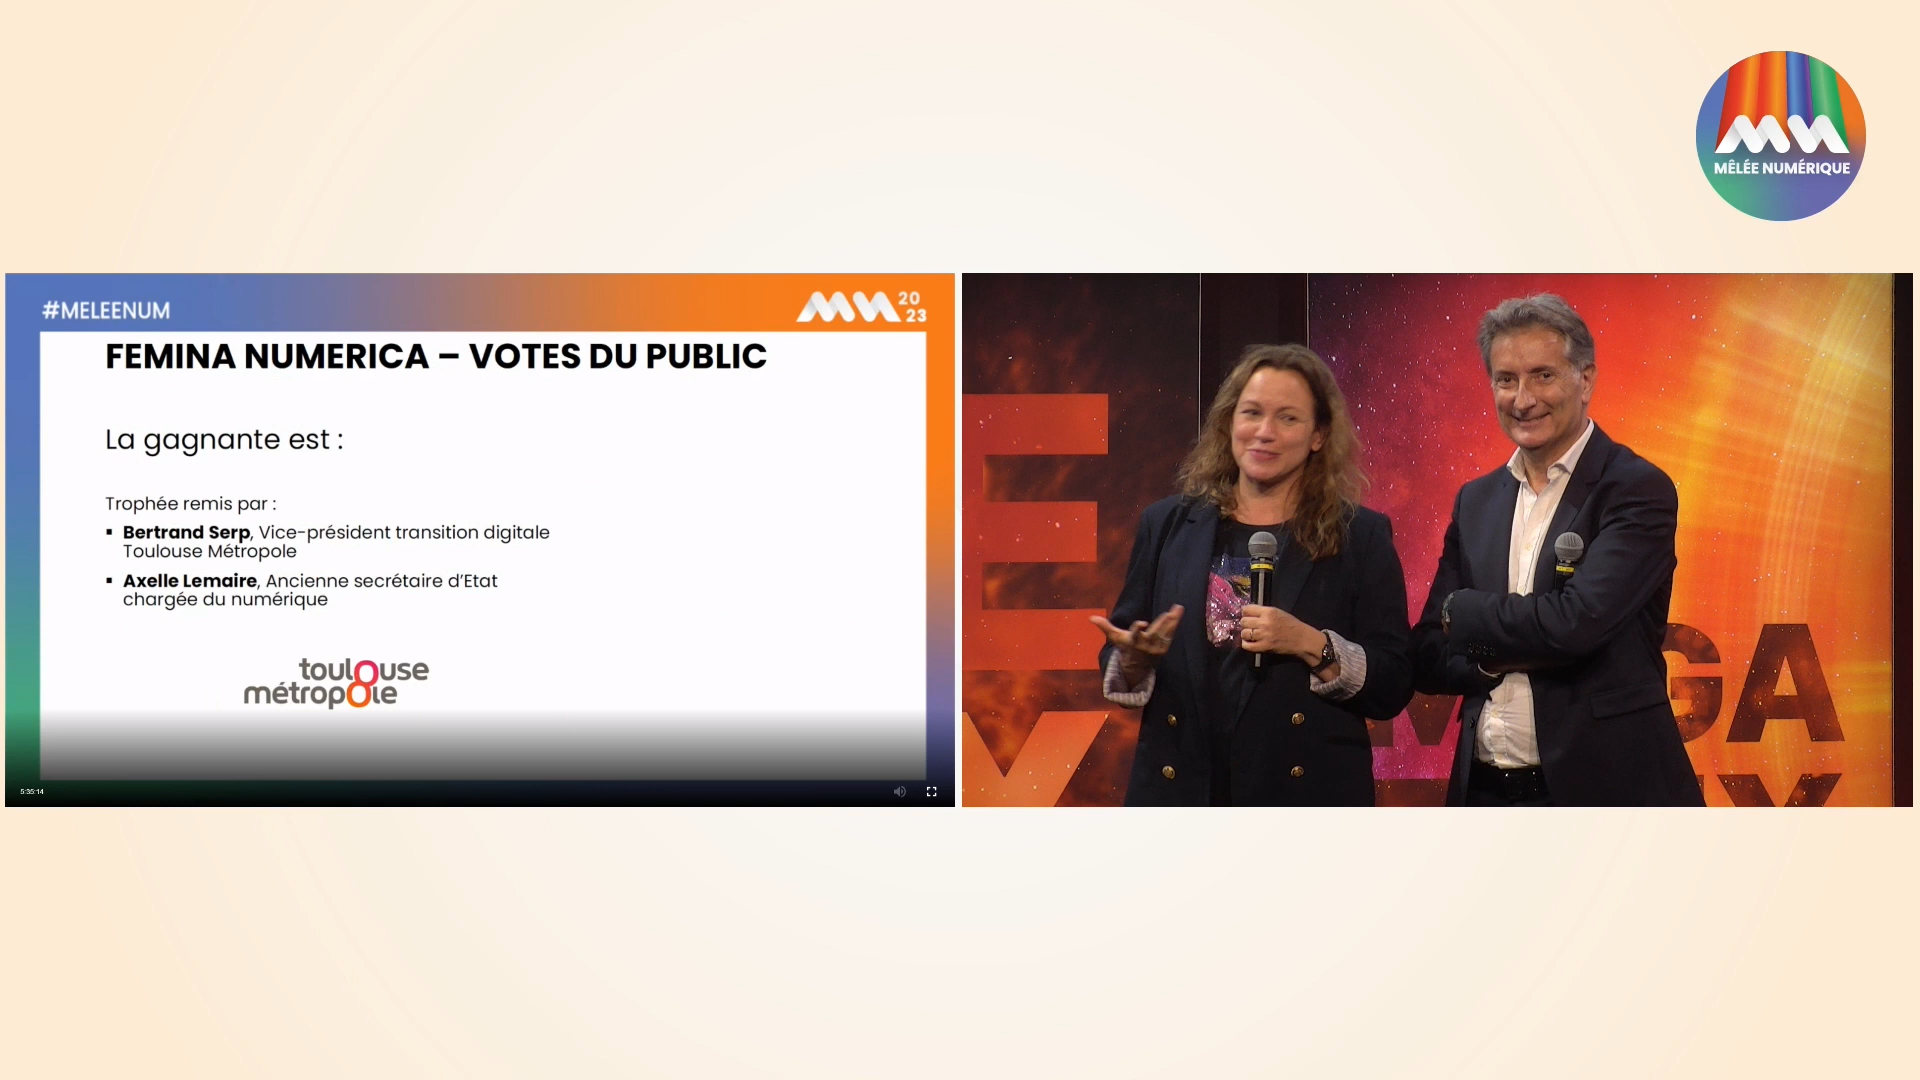 MÊLÉE NUMÉRIQUE
#MELEENUM
20
23
FEMINA NUMERICA – VOTES DU PUBLIC
La gagnante est :
Trophée remis par :
▪ Bertrand Serp, Vice-président transition digitale
Toulouse Métropole
▪ Axelle Lemaire, Ancienne secrétaire d’Etat
chargée du numérique
toulouse
métropole
5:35:14
E
GA